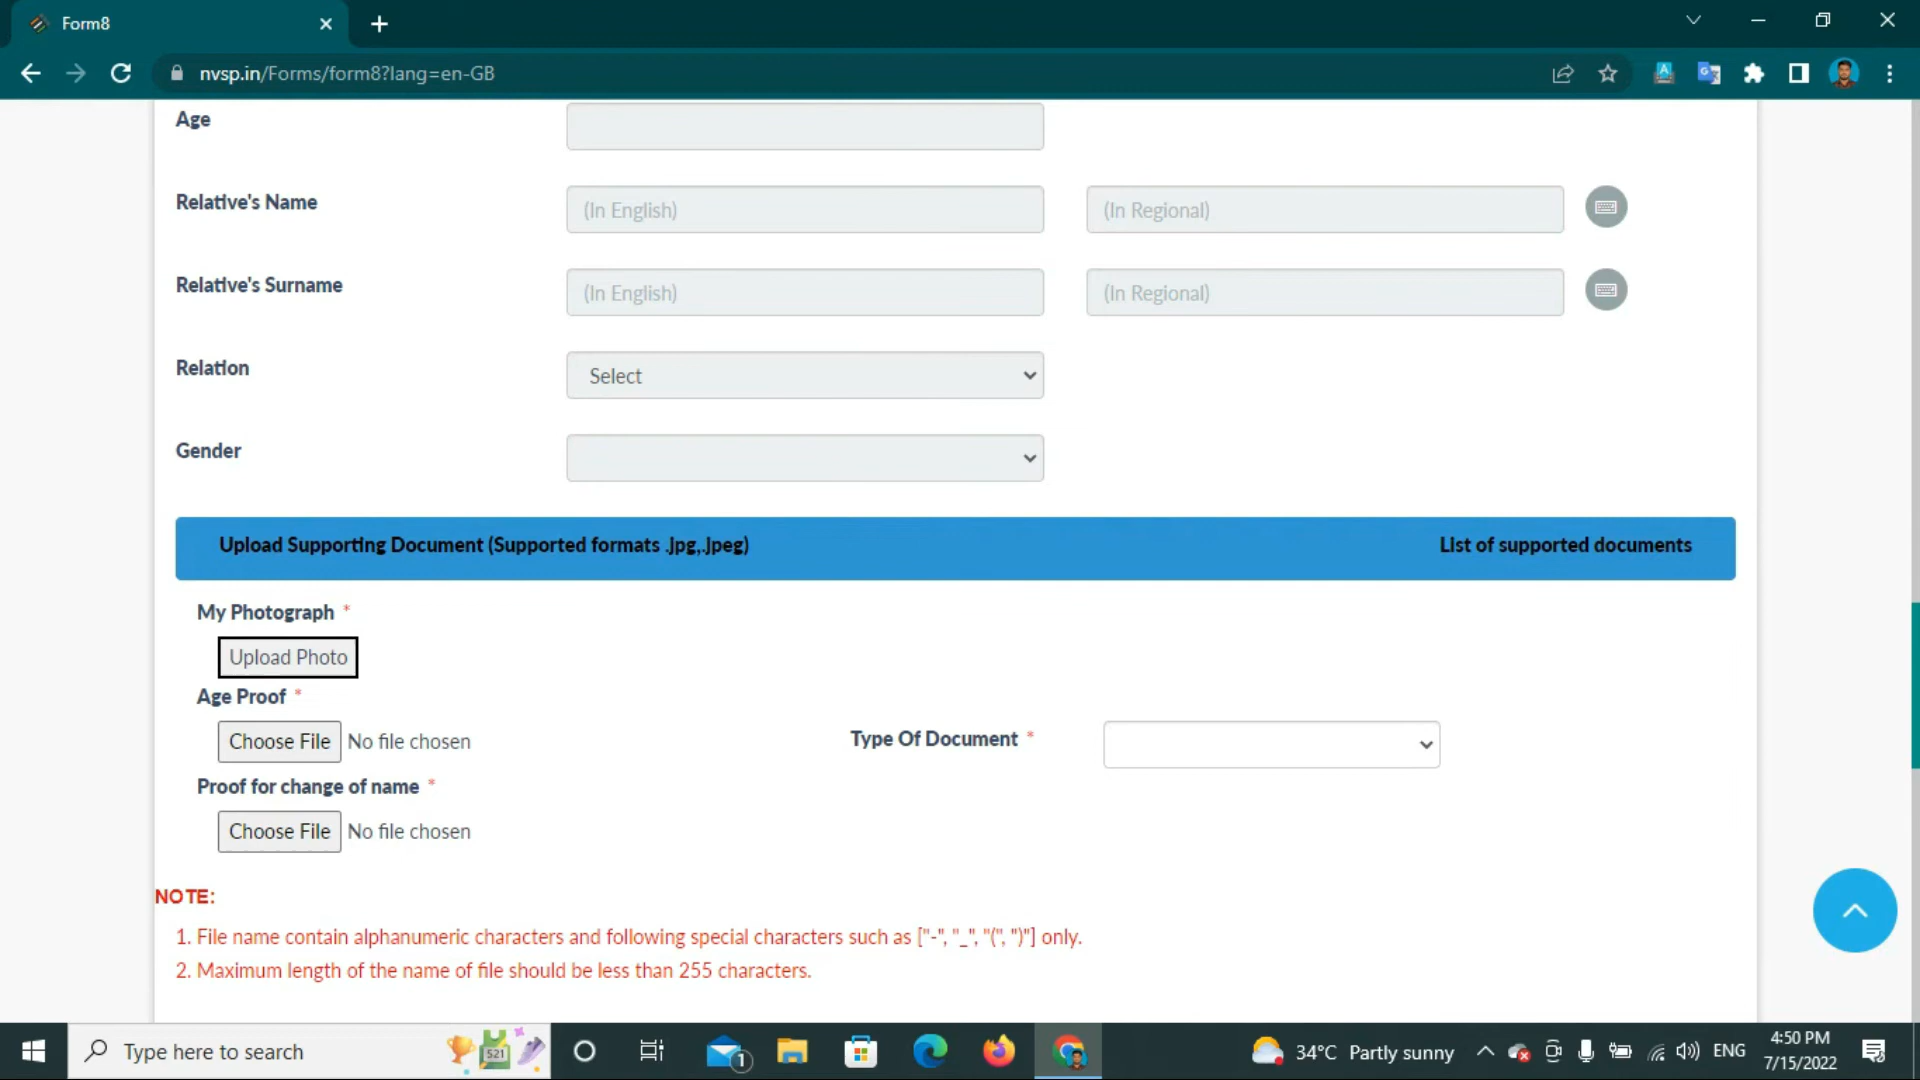 Form8
nvsp.in/Forms/form8?lang=en-GB
Age
Relative's Name
(In English)
(In Regional)
Relative's Surname
(In English)
(In Regional)
Relation
Select
Gender
Upload Supporting Document (Supported formats .jpg,.jpeg)
List of supported documents
My Photograph *
Upload Photo
Age Proof *
Choose File No file chosen
Type Of Document *
Proof for change of name *
Choose File No file chosen
NOTE:
1. File name contain alphanumeric characters and following special characters such as ["-", "_", "(", ")"] only.
2. Maximum length of the name of file should be less than 255 characters.
Type here to search
521
1
34°C Partly sunny
ENG
4:50 PM
7/15/2022